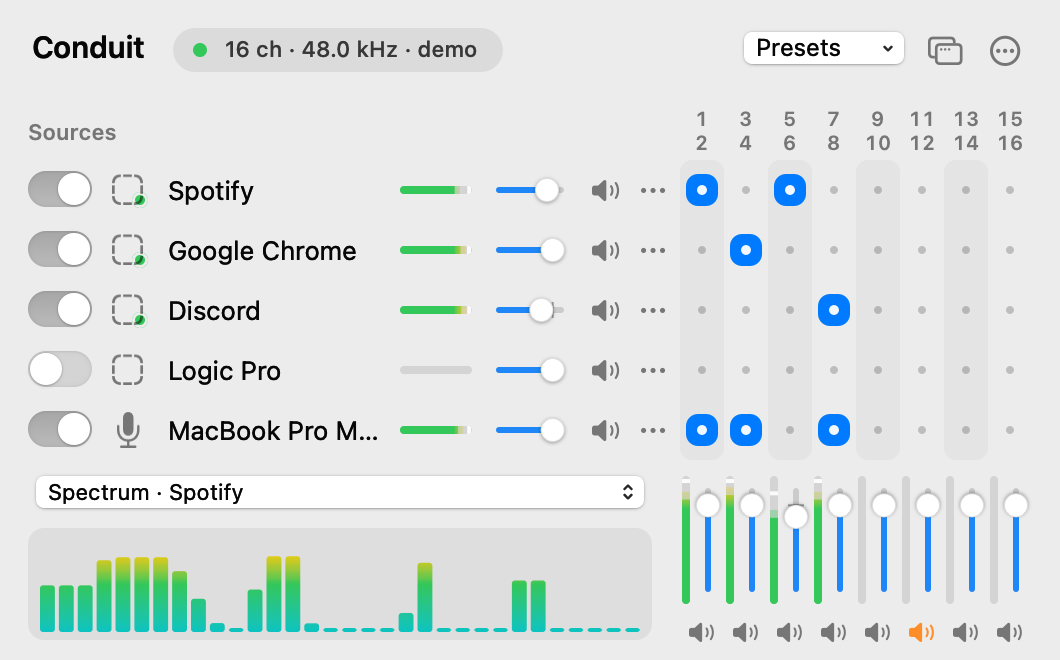 Conduit
16 ch · 48.0 kHz · demo
Presets
Sources
1 3 5 7 9 11 13 15
2 4 6 8 10 12 14 16
Spotify
Google Chrome
Discord
Logic Pro
MacBook Pro M...
Spectrum · Spotify